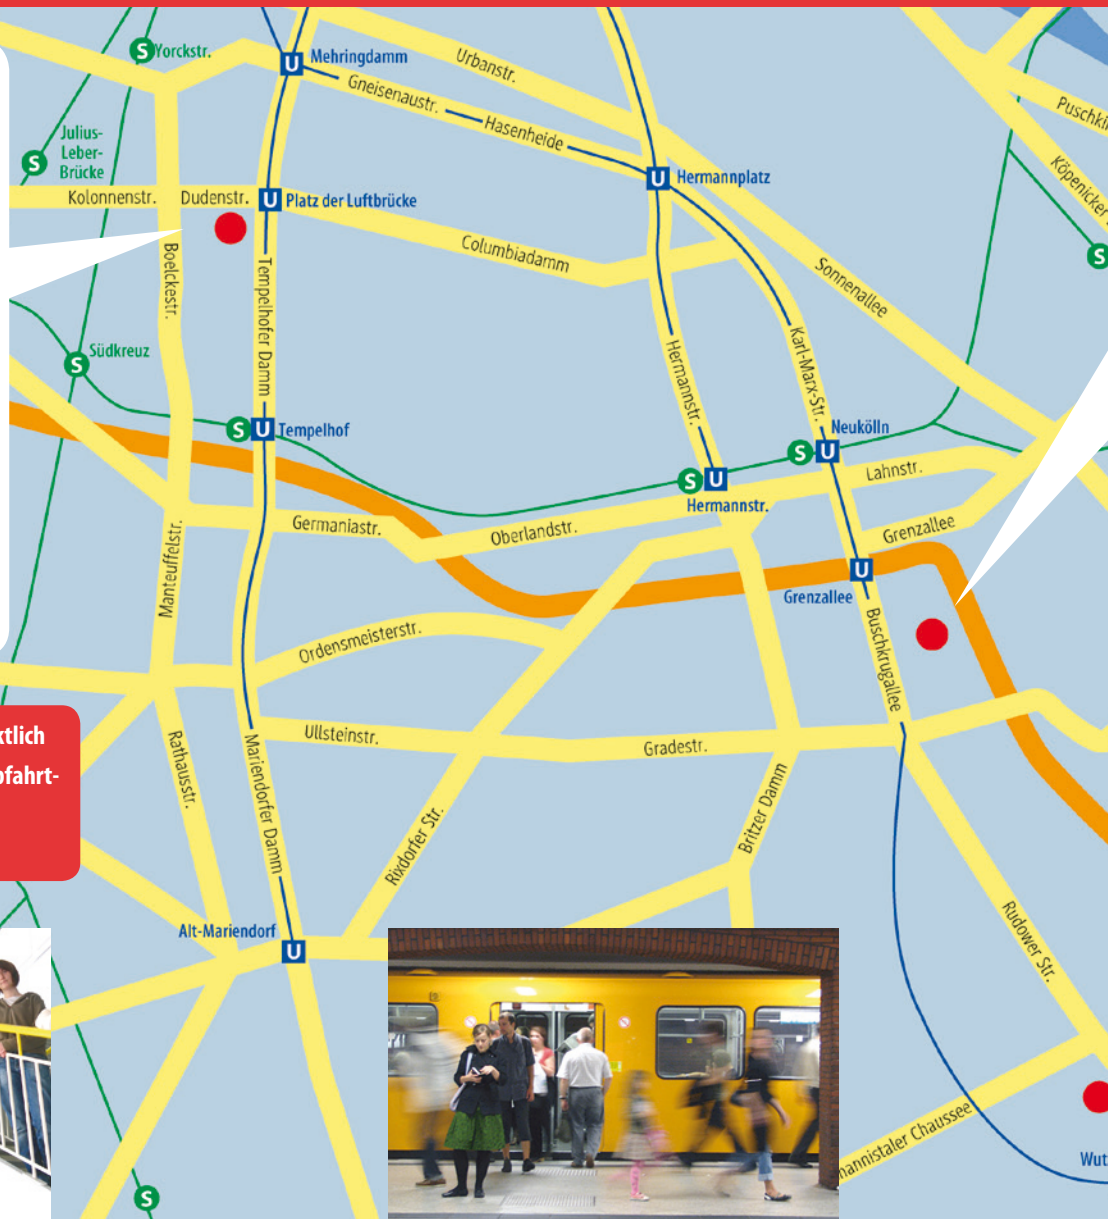 S Yorckstr.
U Mehringdamm
Urbanstr.
Gneisenaustr.
Hasenheide
Puschki
Julius-
Leber-
Brücke
S
Köpenicker
U Hermannplatz
Kolonnenstr.
Dudenstr.
U Platz der Luftbrücke
Columbiadamm
Boelckestr.
Tempelhofer Damm
Sonnenallee
S
S Südkreuz
Hermannstr.
Karl-Marx-Str.
S U Tempelhof
Neukölln
S U
Lahnstr.
S U
Hermannstr.
Germaniastr.
Oberlandstr.
Grenzallee
Manteuffelstr.
U
Grenzallee
Ordensmeisterstr.
Buschkrugallee
Ullsteinstr.
Gradestr.
ktlich
ofahrt-
Rathausstr.
Mariendorfer Damm
Rixdorfer Str.
Britzer Damm
Alt-Mariendorf
U
Rudower Str.
mannistaler Chaussee
Wut
S